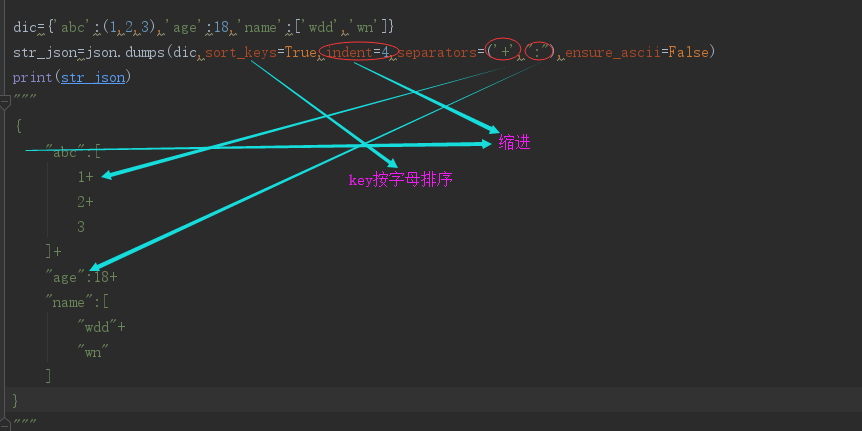 dic={'abc':(1,2,3),'age':18,'name':['wdd','wn']}
str_json=json.dumps(dic,sort_keys=True,indent=4,separators=('+',":"),ensure_ascii=False)
print(str_json)
"""
{
"abc":[
缩进
1+
key按字母排序
2+
3
]+
"age":18+
"name":[
"wdd"+
"wn"
]
}
"""